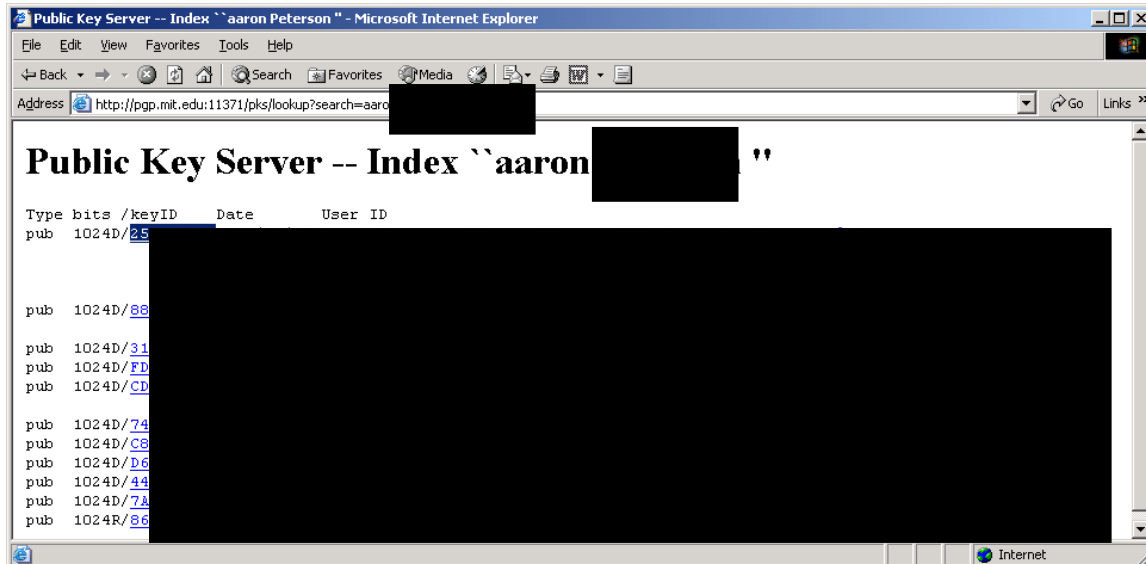 Public Key Server -- Index ``aaron Peterson " - Microsoft Internet Explorer
File Edit View Favorites Tools Help
Back Search Favorites Media
Address http://pgp.mit.edu:11371/pks/lookup?search=aaro Go Links »
Public Key Server -- Index ``aaron "
Type bits /keyID Date User ID
pub 1024D/25
pub 1024D/88
pub 1024D/31
pub 1024D/FD
pub 1024D/CD
pub 1024D/74
pub 1024D/C8
pub 1024D/D6
pub 1024D/44
pub 1024D/7A
pub 1024R/86
Internet